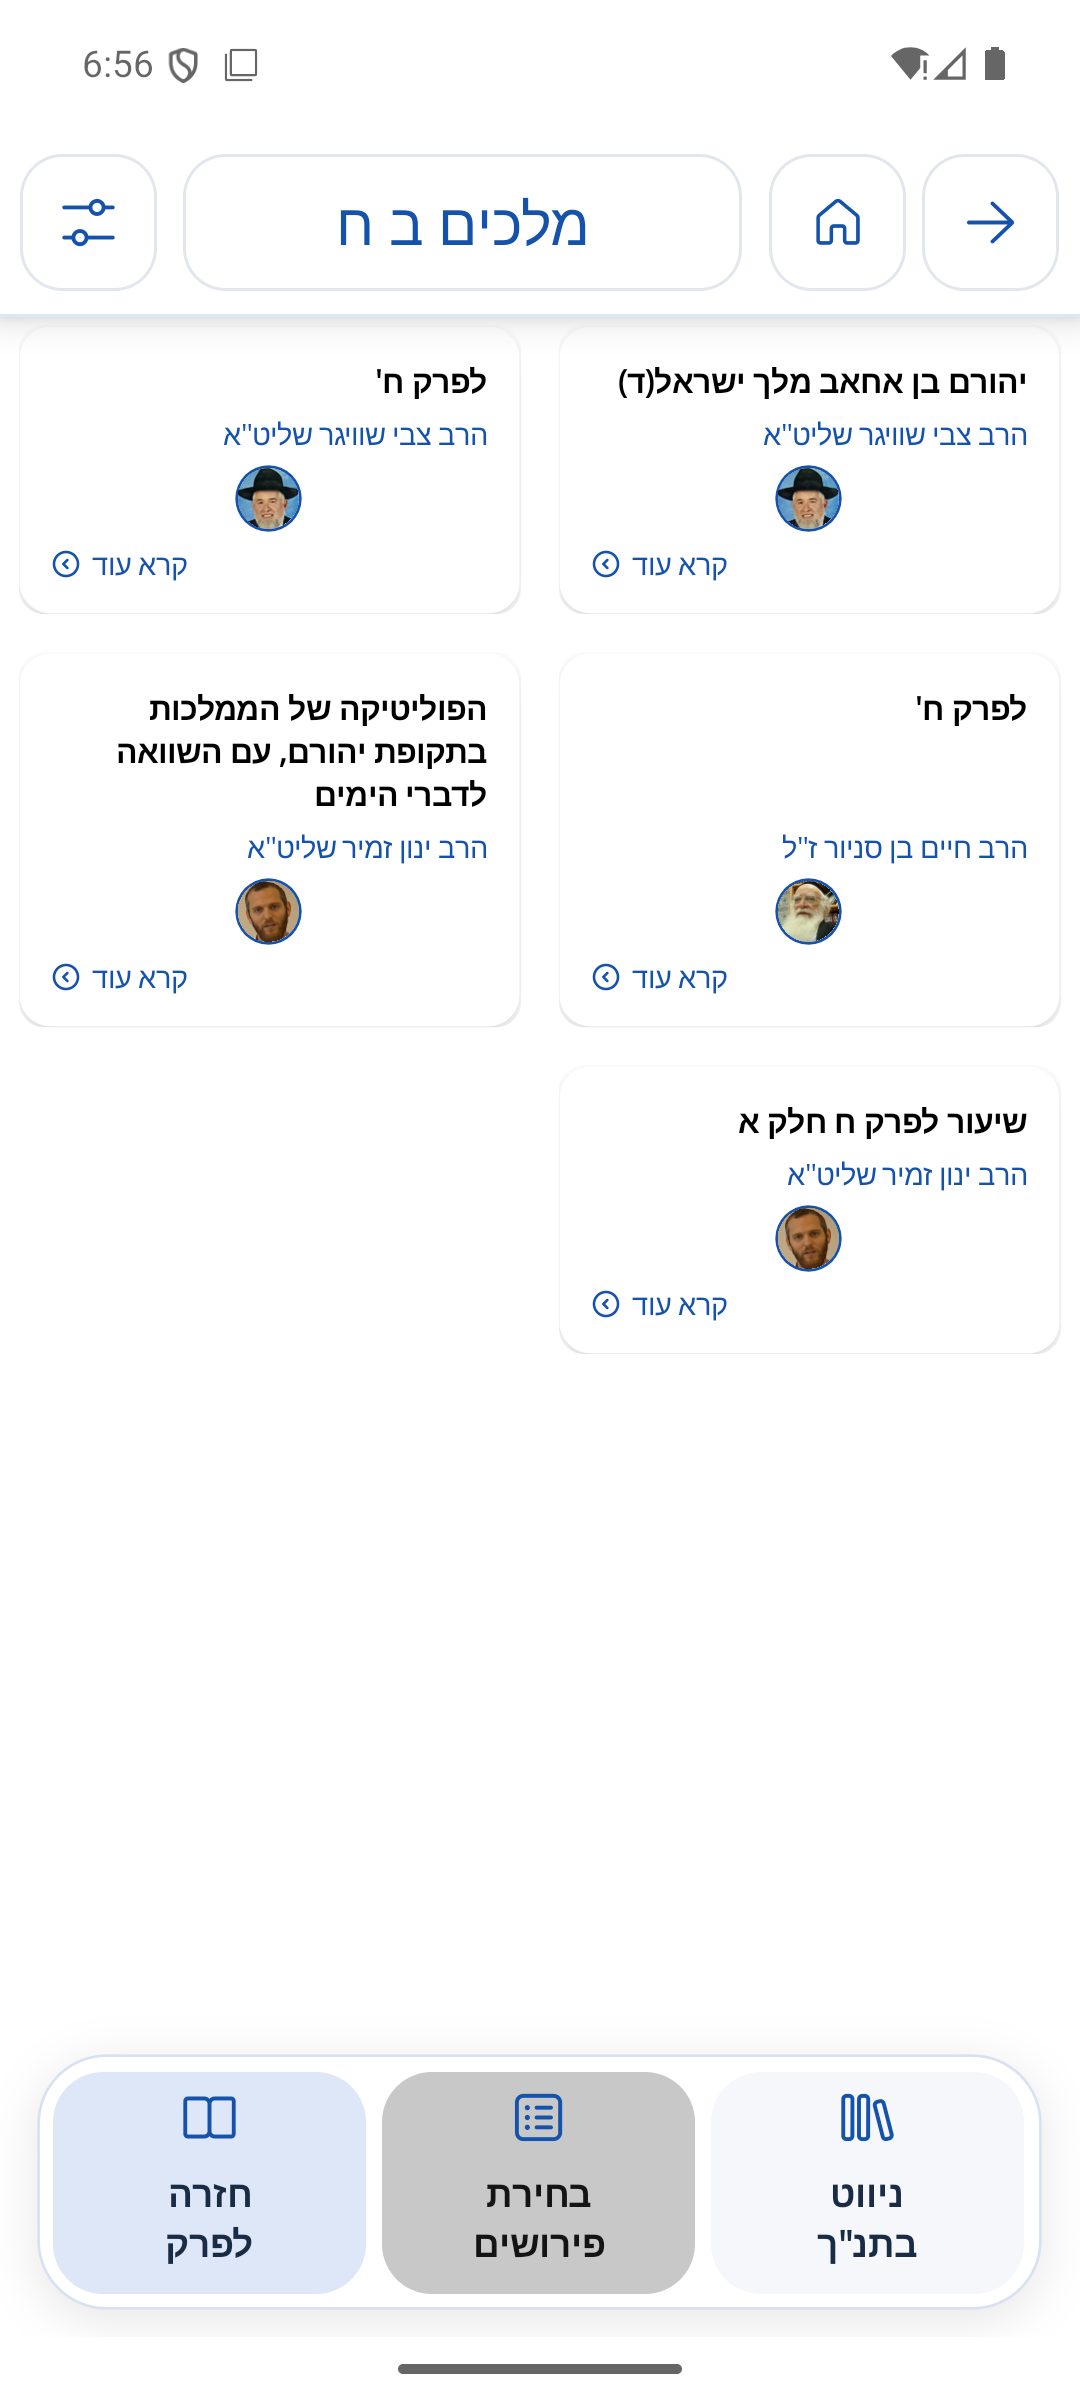 6:56
מלכים ב ח
יהורם בן אחאב מלך ישראל(ד)
הרב צבי שוויגר שליט"א
קרא עוד
לפרק ח'
הרב צבי שוויגר שליט"א
קרא עוד
לפרק ח'
הרב חיים בן סניור ז"ל
קרא עוד
הפוליטיקה של הממלכות
בתקופת יהורם, עם השוואה
לדברי הימים
הרב ינון זמיר שליט"א
קרא עוד
שיעור לפרק ח חלק א
הרב ינון זמיר שליט"א
קרא עוד
ניווט
בתנ"ך
בחירת
פירושים
חזרה
לפרק